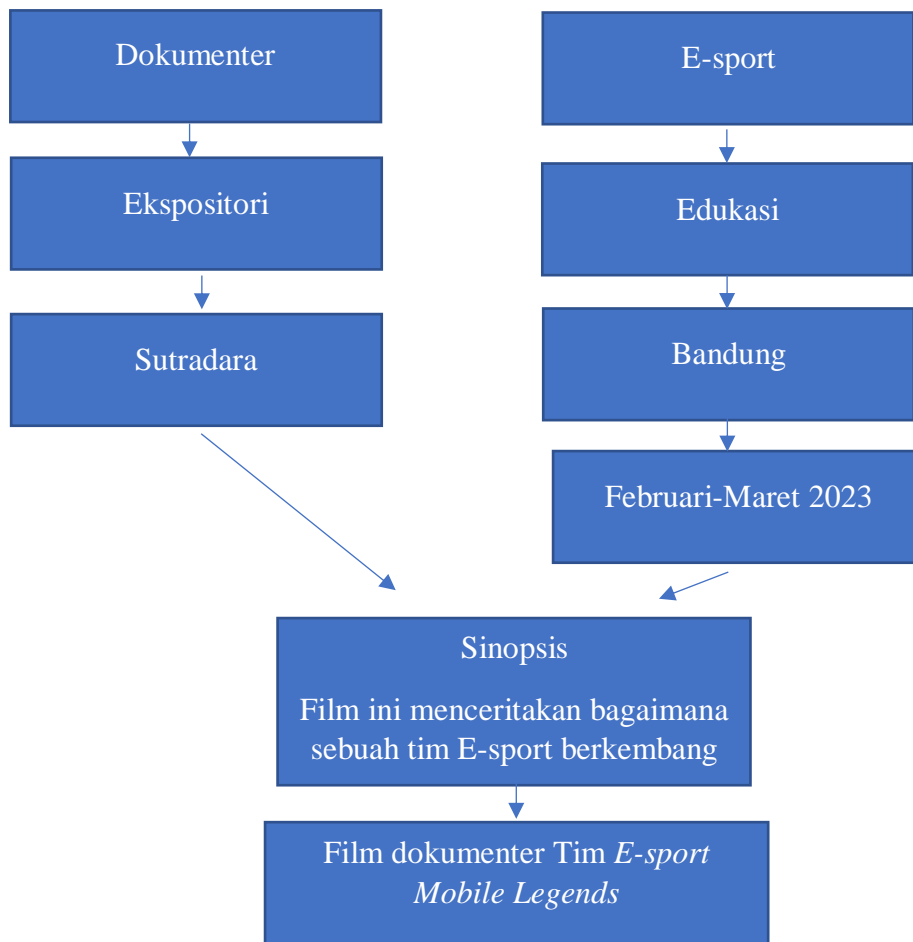 Dokumenter
E-sport
Ekspositori
Edukasi
Sutradara
Bandung
Februari-Maret 2023
Sinopsis
Film ini menceritakan bagaimana
sebuah tim E-sport berkembang
Film dokumenter Tim E-sport
Mobile Legends